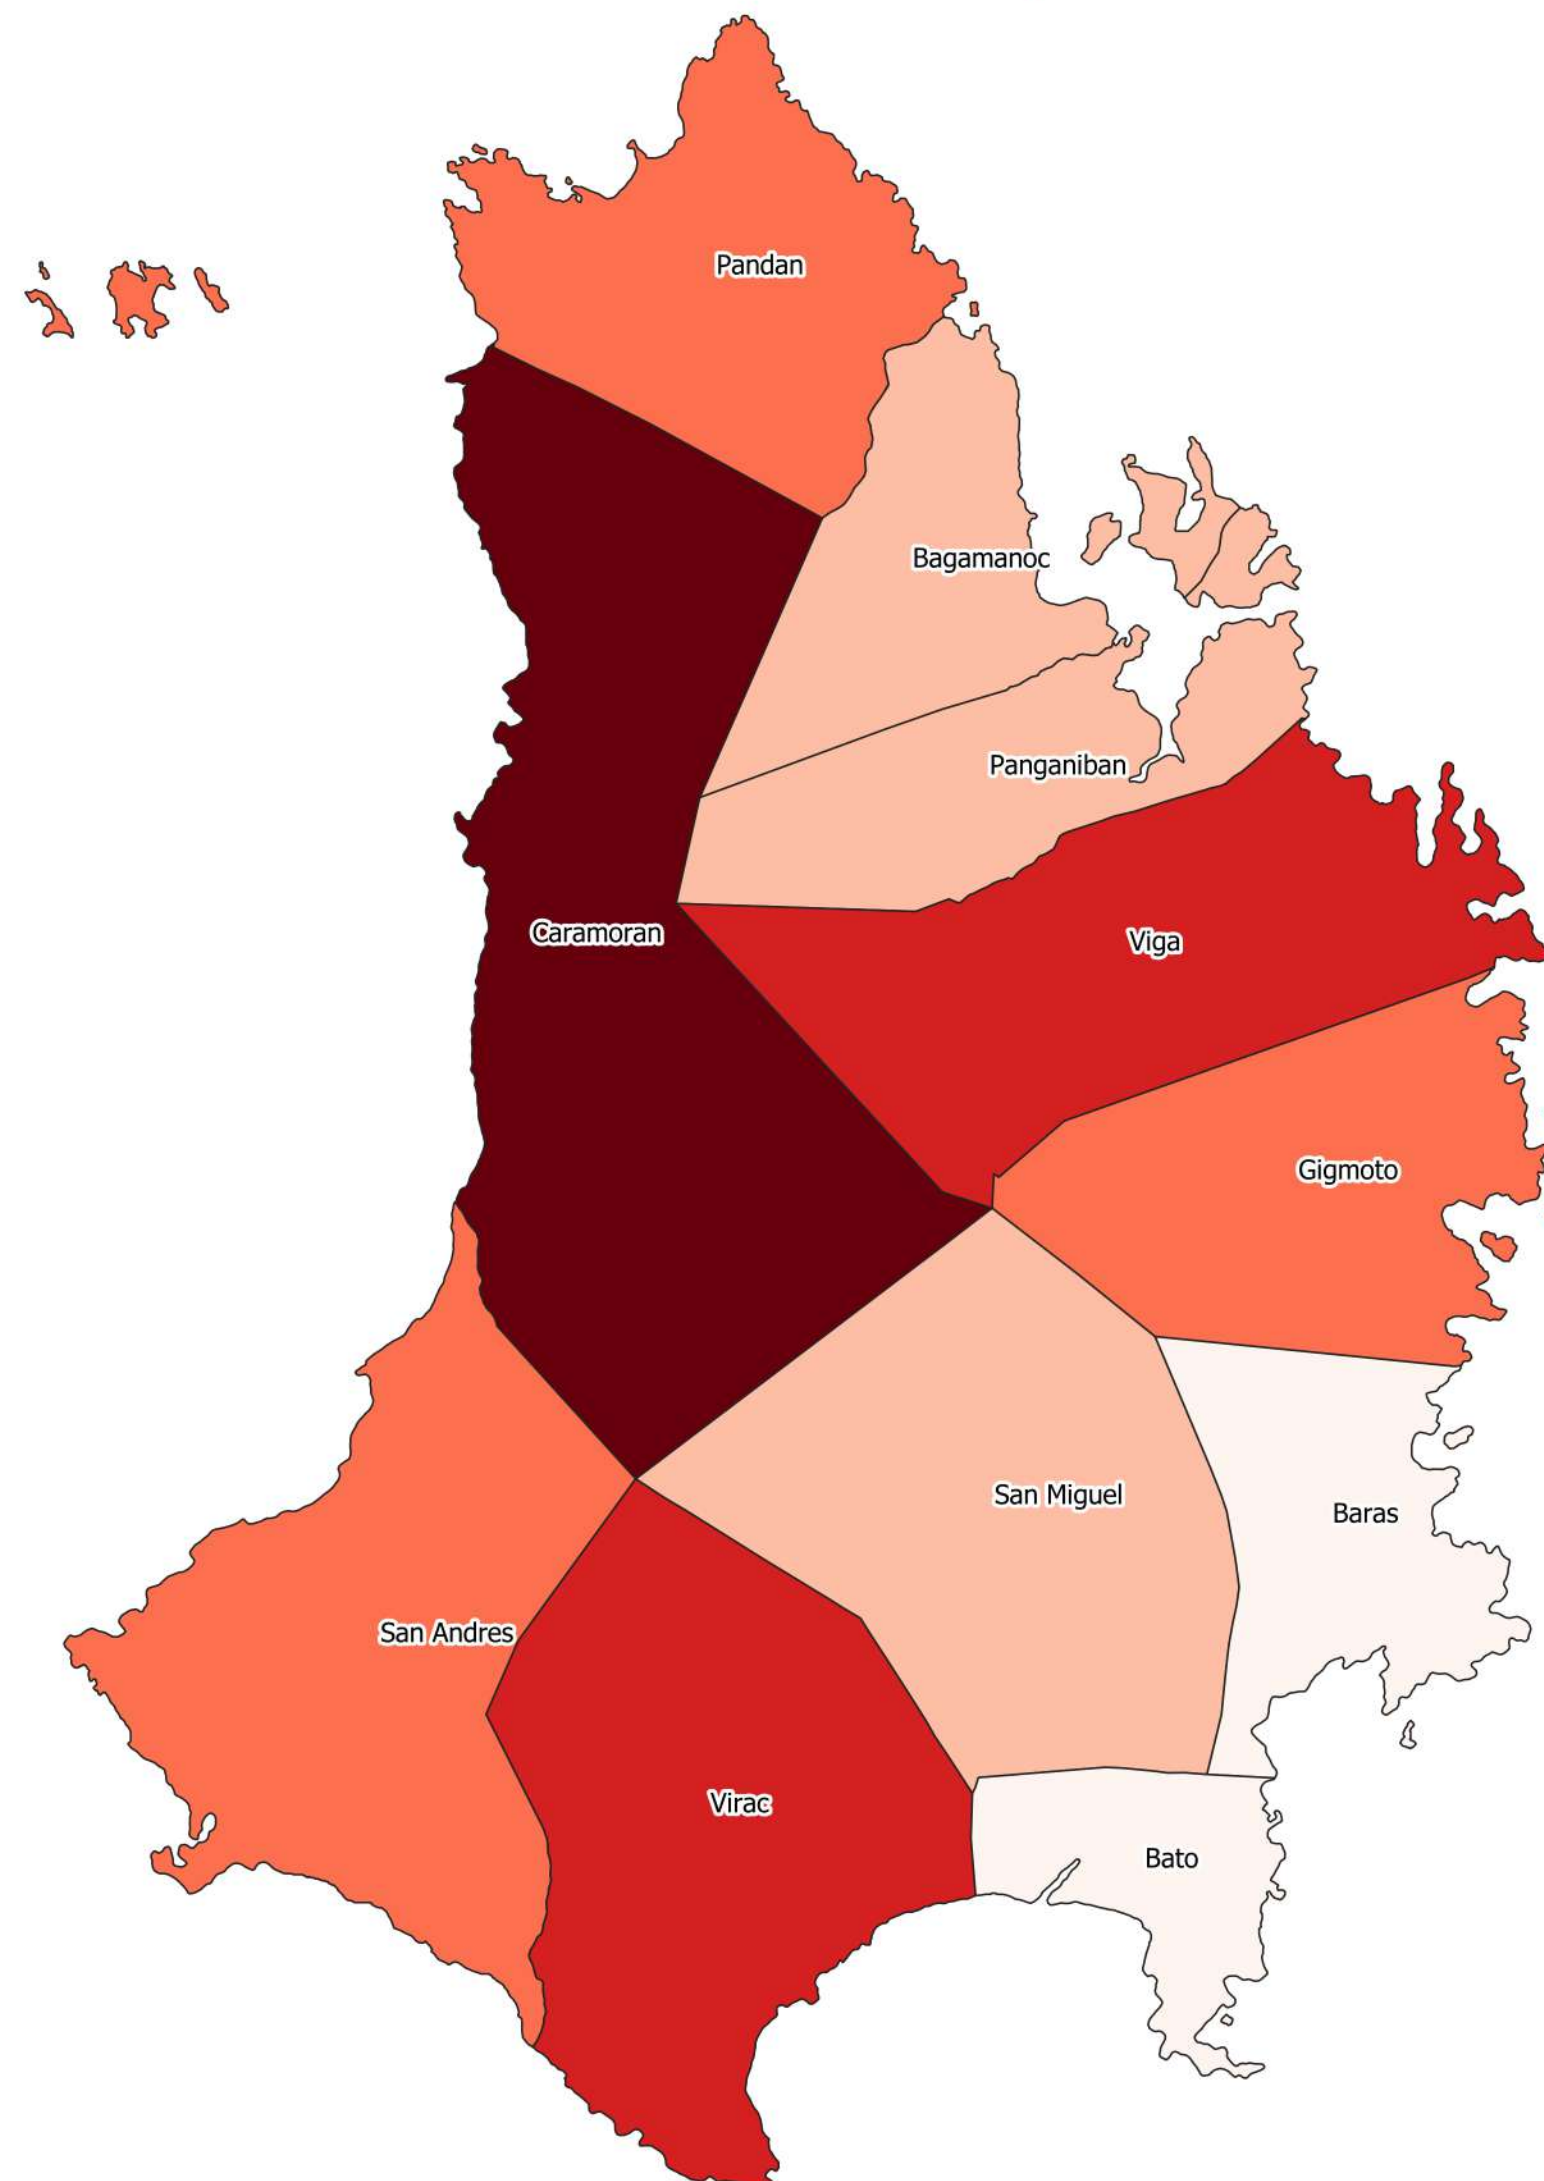 Pandan
Bagamanoc
Panganiban
Caramoran
Viga
Gigmoto
San Miguel
Baras
San Andres
Virac
Bato